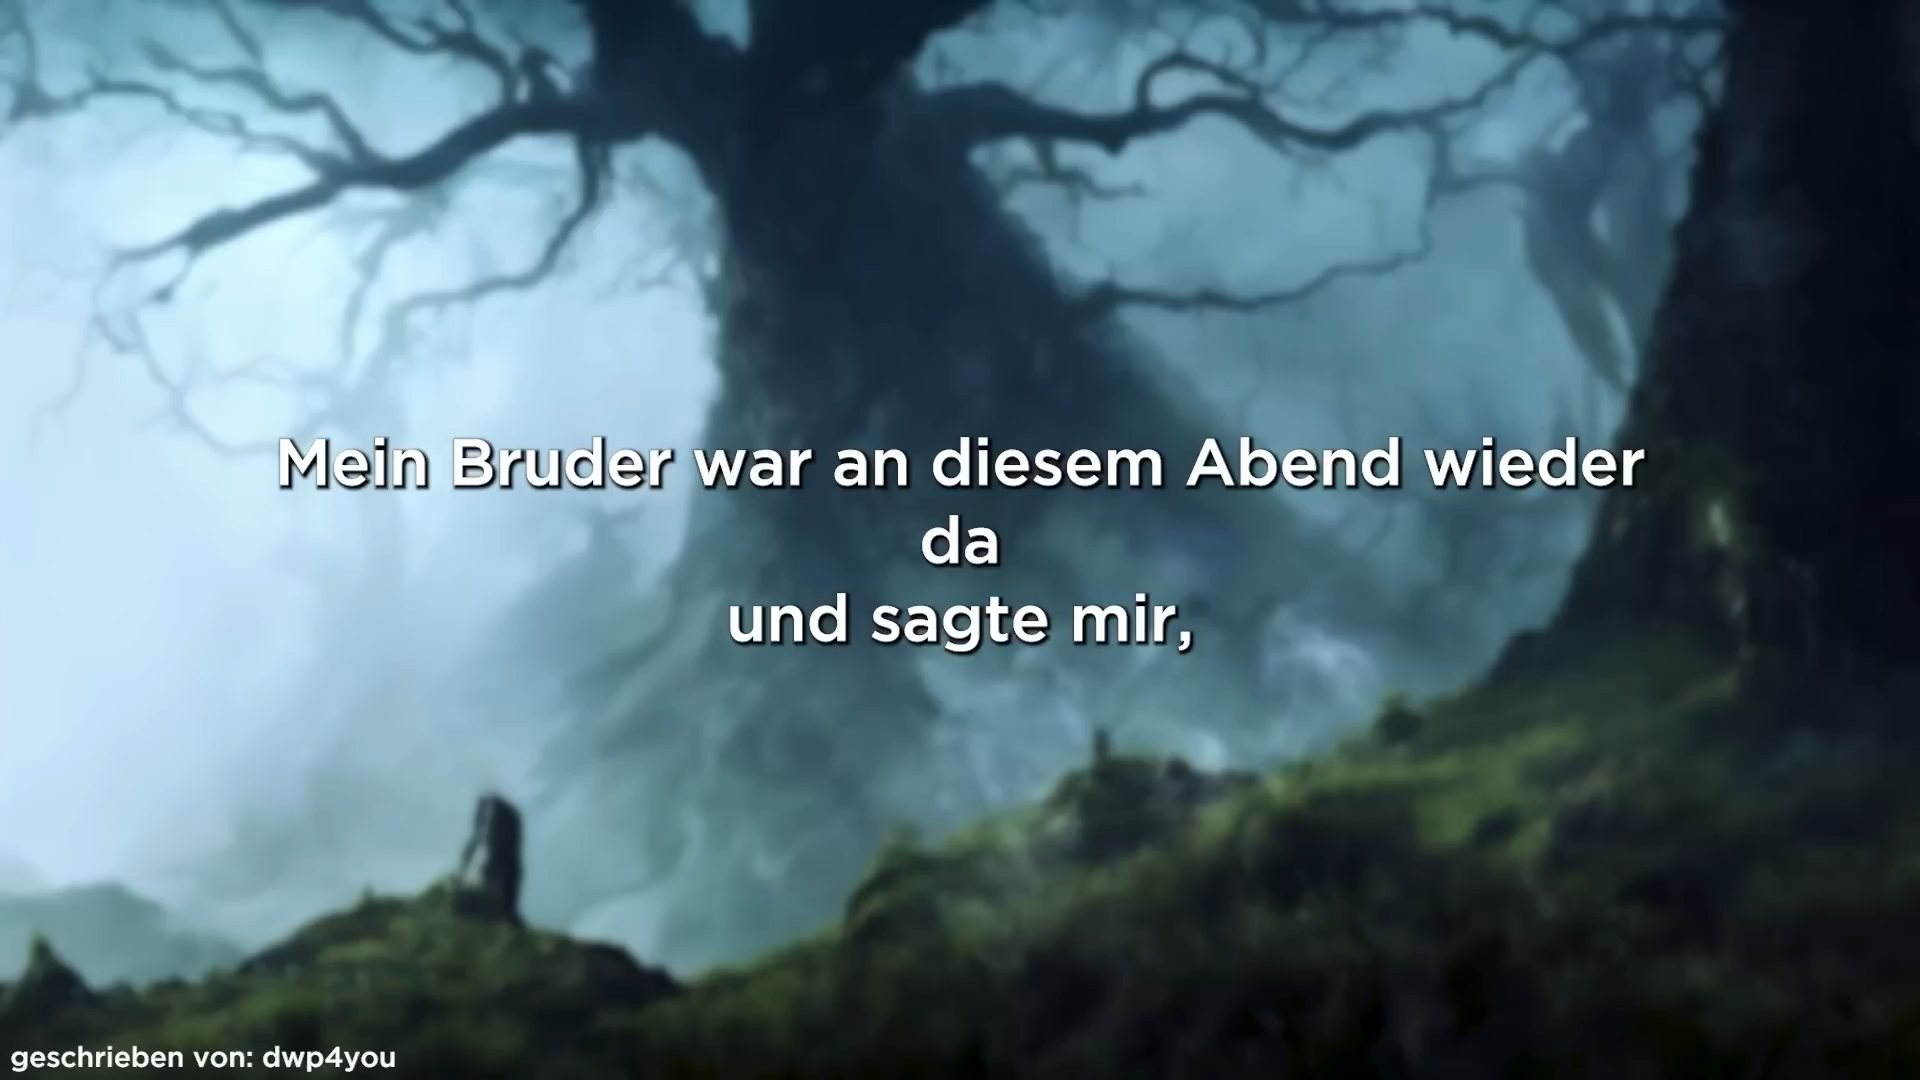 Mein Bruder war an diesem Abend wieder
da
und sagte mir,
geschrieben von: dwp4you